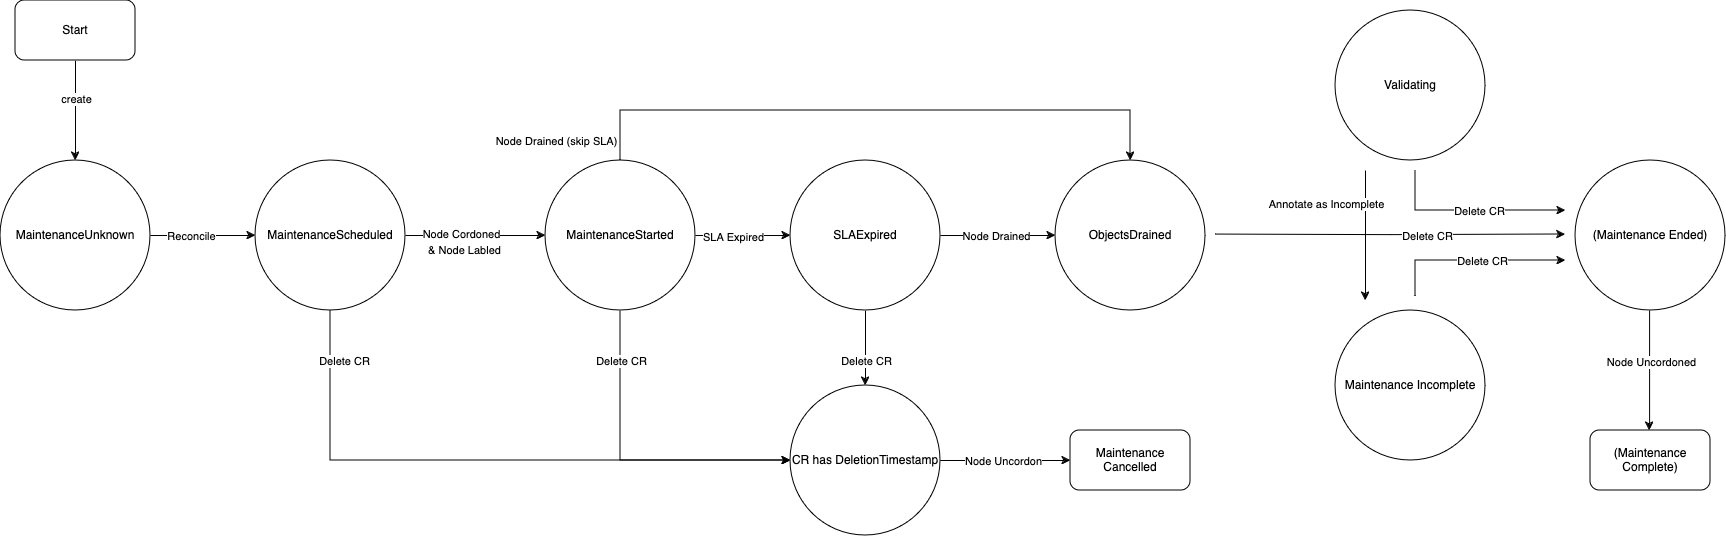 Start
create
MaintenanceUnknown
Reconcile
MaintenanceScheduled
Node Cordoned
& Node Labled
MaintenanceStarted
Node Drained (skip SLA)
SLA Expired
SLAExpired
Node Drained
ObjectsDrained
Validating
Annotate as Incomplete
Delete CR
Delete CR
Delete CR
(Maintenance Ended)
Delete CR
Delete CR
Delete CR
Maintenance Incomplete
Node Uncordoned
CR has DeletionTimestamp
Node Uncordon
Maintenance
Cancelled
(Maintenance
Complete)